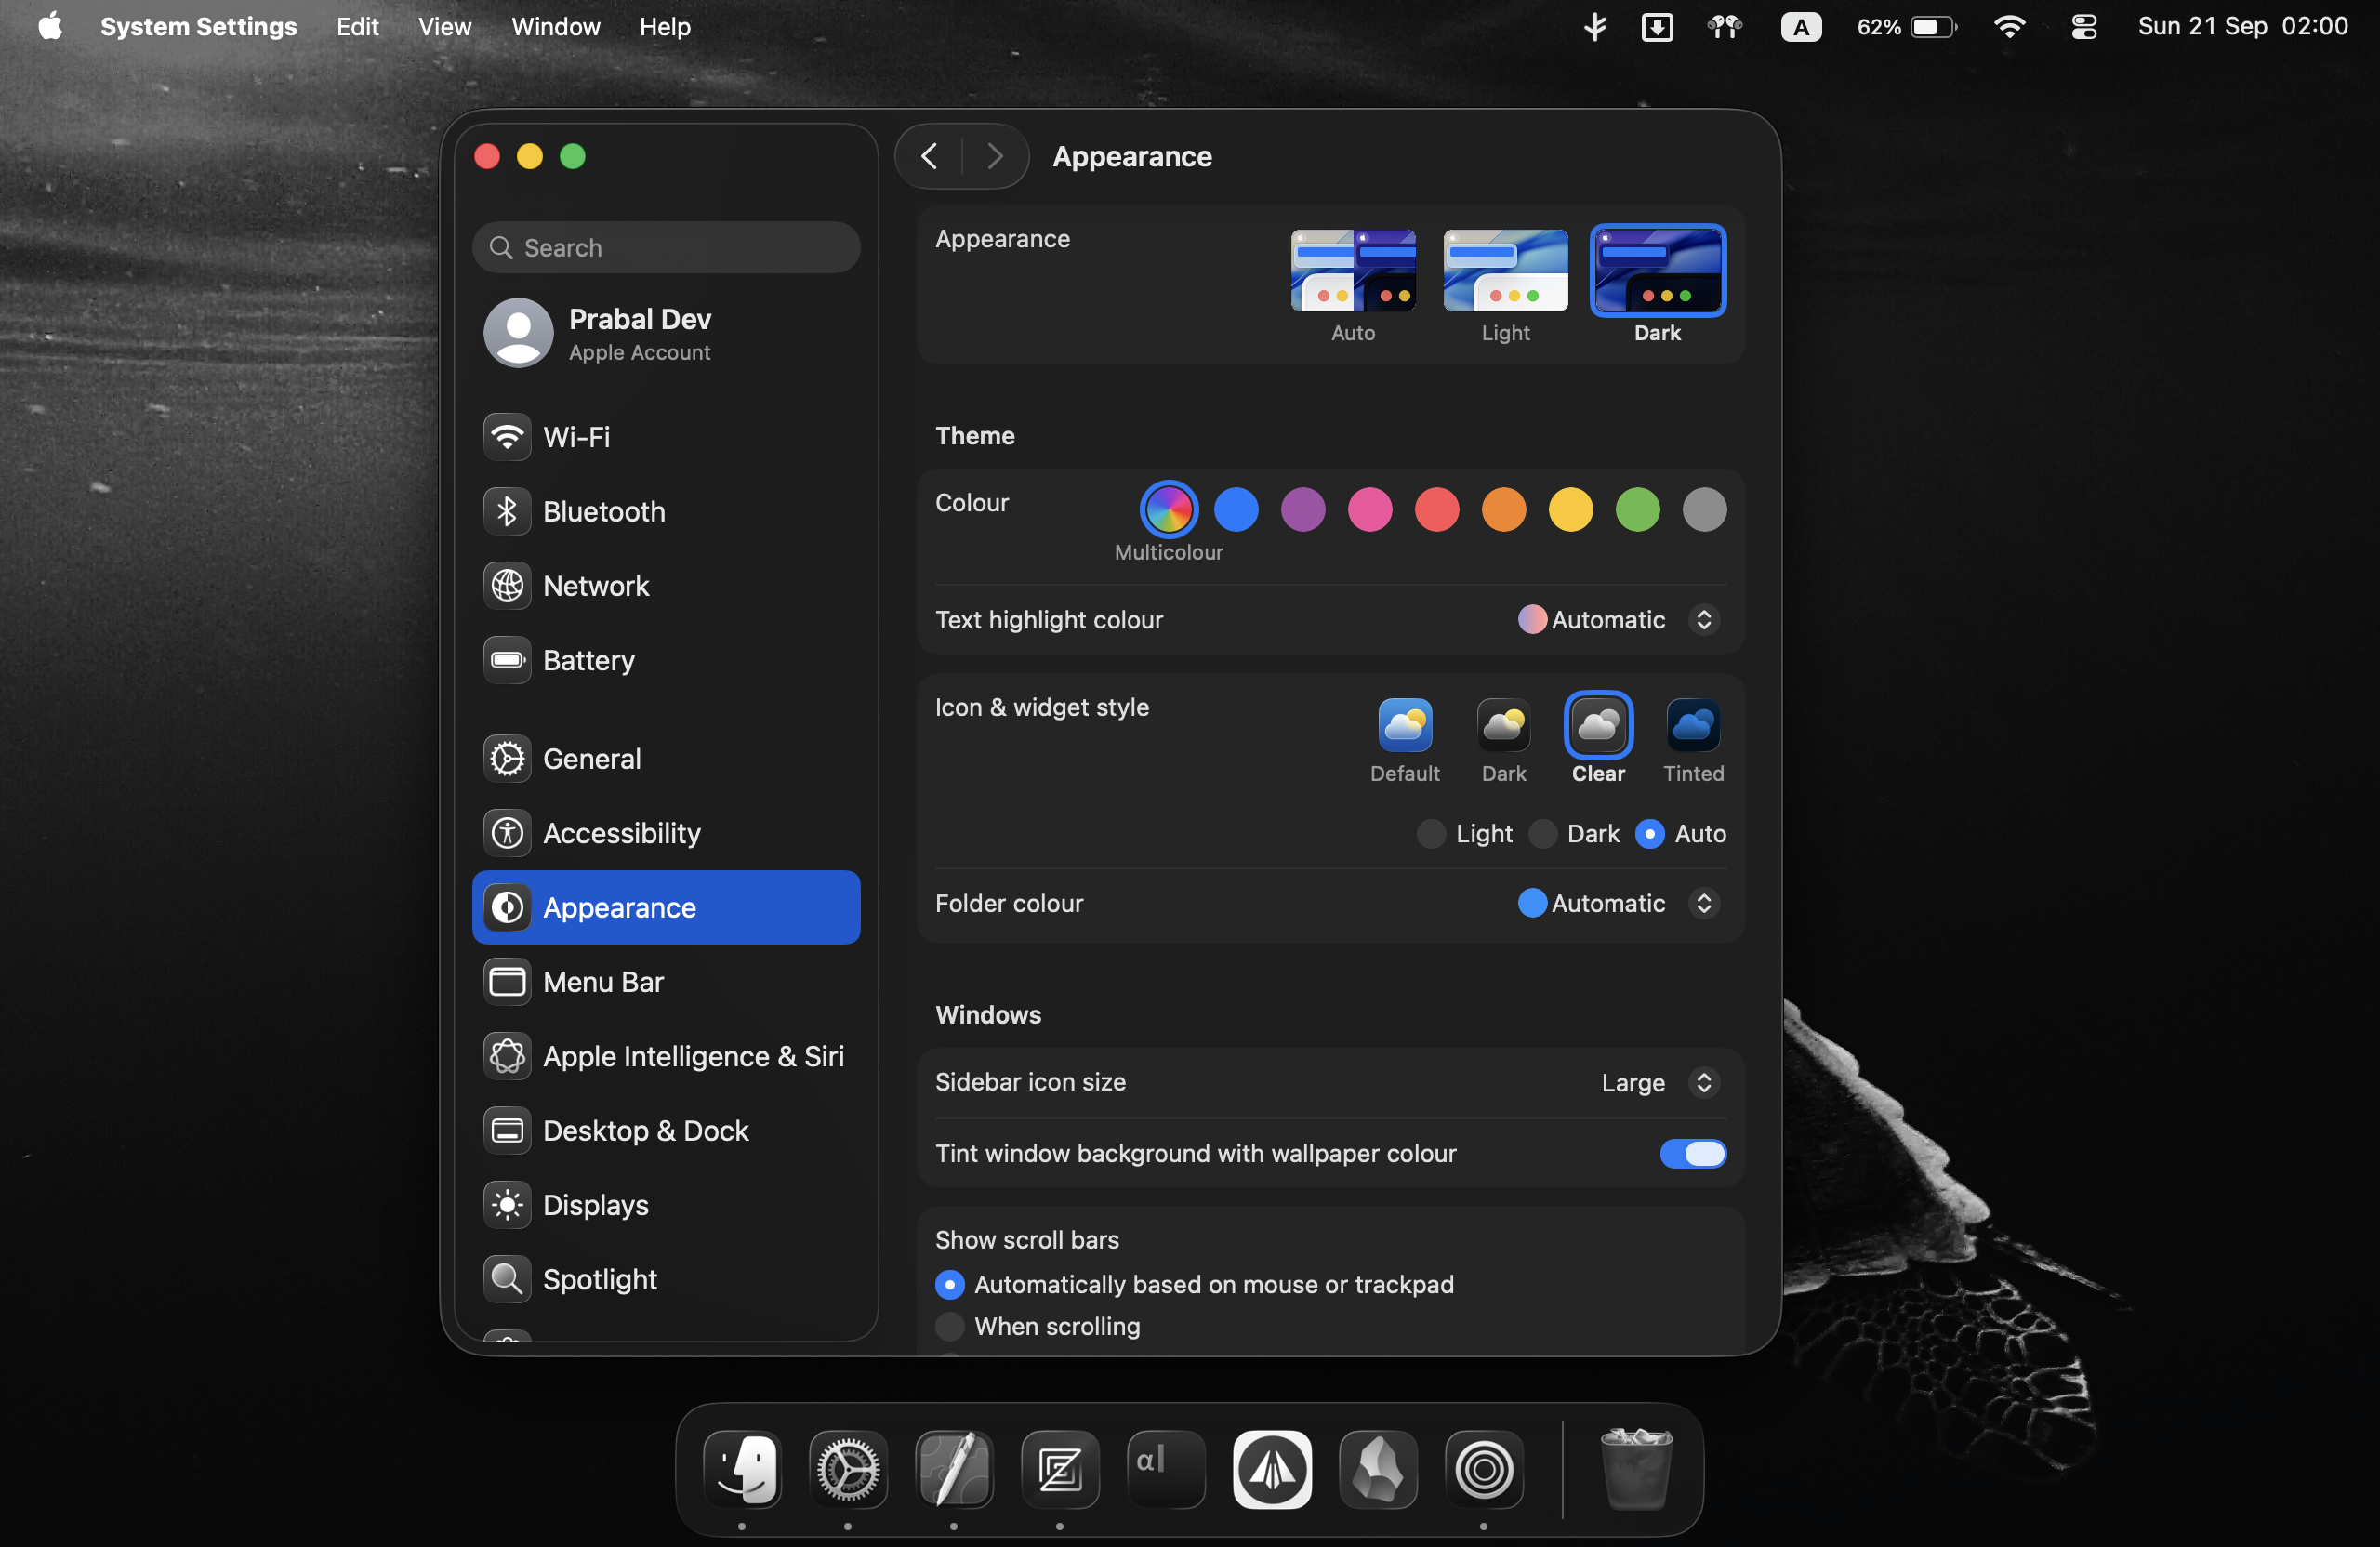 System Settings Edit View Window Help A 62% Sun 21 Sep 02:00
Search
Prabal Dev
Apple Account
Wi-Fi
Bluetooth
Network
Battery
General
Accessibility
Appearance
Menu Bar
Apple Intelligence & Siri
Desktop & Dock
Displays
Spotlight
Appearance
Appearance
Auto Light Dark
Theme
Colour
Multicolour
Text highlight colour Automatic
Icon & widget style
Default Dark Clear Tinted
Light Dark Auto
Folder colour Automatic
Windows
Sidebar icon size Large
Tint window background with wallpaper colour
Show scroll bars
Automatically based on mouse or trackpad
When scrolling
α